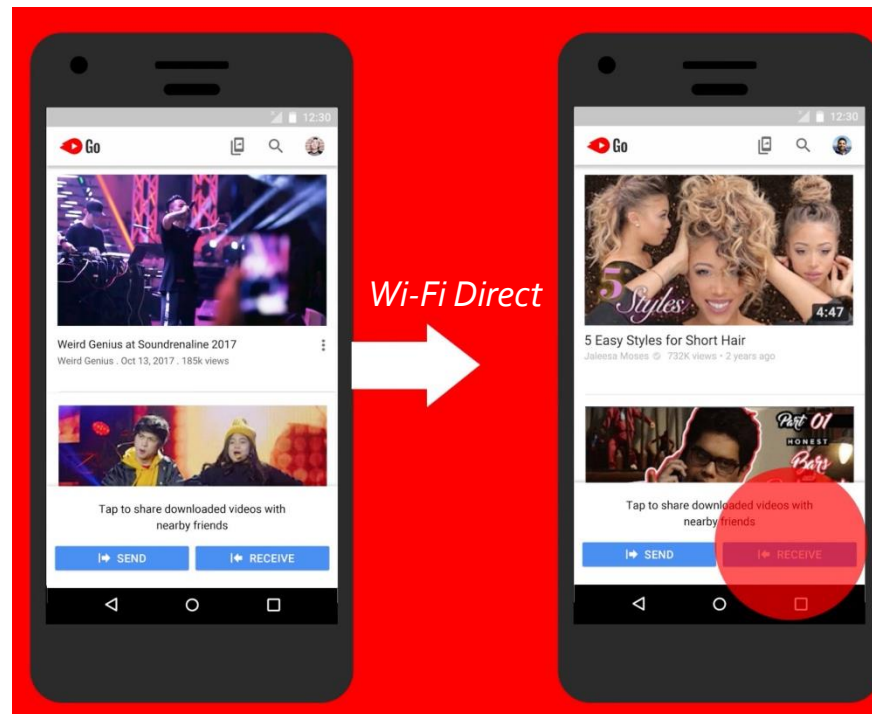 12:30
Go
Weird Genius at Soundrenaline 2017
Weird Genius . Oct 13, 2017 . 185k views
Tap to share downloaded videos with
nearby friends
SEND
RECEIVE
Wi-Fi Direct
12:30
Go
5
Styles
4:47
5 Easy Styles for Short Hair
Jaleesa Moses 732K views • 2 years ago
Part 01
HONEST
Bars
Tap to share downloaded videos with
nearby friends
SEND
RECEIVE